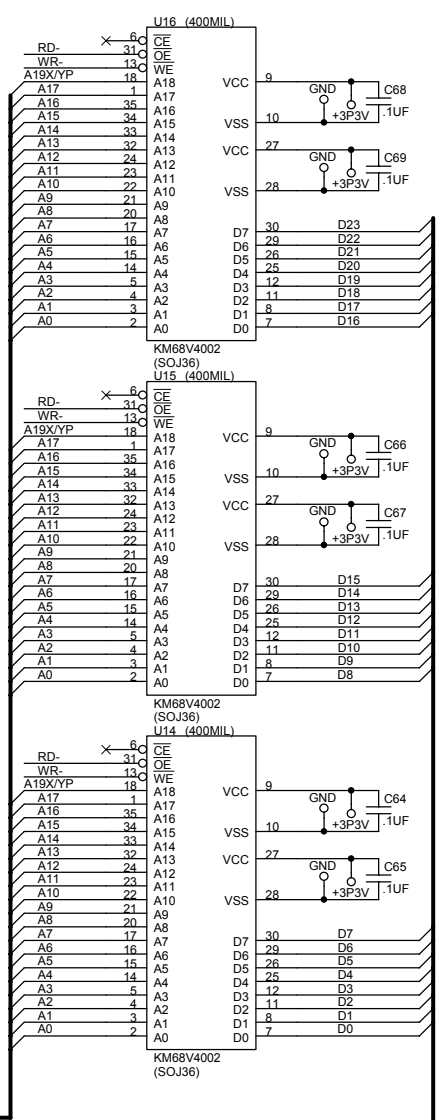 U16 (400MIL)
6 CE
RD- 31 OE
WR- 13 WE
A19X/YP 18 A18 VCC 9
A17 1 A17 GND C68
A16 35 A16 +3P3V .1UF
A15 34 A15 VSS 10
A14 33 A14
A13 32 A13 VCC 27
A12 24 A12 GND C69
A11 23 A11 +3P3V .1UF
A10 22 A10 VSS 28
A9 21 A9
A8 20 A8
A7 17 A7 D7 30 D23
A6 16 A6 D6 29 D22
A5 15 A5 D5 26 D21
A4 14 A4 D4 25 D20
A3 5 A3 D3 12 D19
A2 4 A2 D2 11 D18
A1 3 A1 D1 8 D17
A0 2 A0 D0 7 D16
KM68V4002
(SOJ36)
U15 (400MIL)
6 CE
RD- 31 OE
WR- 13 WE
A19X/YP 18 A18 VCC 9
A17 1 A17 GND C66
A16 35 A16 +3P3V .1UF
A15 34 A15 VSS 10
A14 33 A14
A13 32 A13 VCC 27
A12 24 A12 GND C67
A11 23 A11 +3P3V .1UF
A10 22 A10 VSS 28
A9 21 A9
A8 20 A8
A7 17 A7 D7 30 D15
A6 16 A6 D6 29 D14
A5 15 A5 D5 26 D13
A4 14 A4 D4 25 D12
A3 5 A3 D3 12 D11
A2 4 A2 D2 11 D10
A1 3 A1 D1 8 D9
A0 2 A0 D0 7 D8
KM68V4002
(SOJ36)
U14 (400MIL)
6 CE
RD- 31 OE
WR- 13 WE
A19X/YP 18 A18 VCC 9
A17 1 A17 GND C64
A16 35 A16 +3P3V .1UF
A15 34 A15 VSS 10
A14 33 A14
A13 32 A13 VCC 27
A12 24 A12 GND C65
A11 23 A11 +3P3V .1UF
A10 22 A10 VSS 28
A9 21 A9
A8 20 A8
A7 17 A7 D7 30 D7
A6 16 A6 D6 29 D6
A5 15 A5 D5 26 D5
A4 14 A4 D4 25 D4
A3 5 A3 D3 12 D3
A2 4 A2 D2 11 D2
A1 3 A1 D1 8 D1
A0 2 A0 D0 7 D0
KM68V4002
(SOJ36)